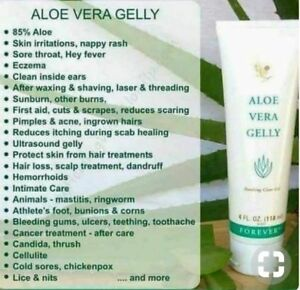 ALOE VERA GELLY
• 85% Aloe
• Skin irritations, nappy rash
• Sore throat, Hey fever
• Eczema
• Clean inside ears
• After waxing & shaving, laser & threading
• Sunburn, other burns,
• First aid, cuts & scrapes, reduces scaring
• Pimples & acne, ingrown hairs
• Reduces itching during scab healing
• Ultrasound gelly
• Protect skin from hair treatments
• Hair loss, scalp treatment, dandruff
• Hemorrhoids
• Intimate Care
• Animals - mastitis, ringworm
• Athlete's foot, bunions & corns
• Bleeding gums, ulcers, teething, toothache
• Cancer treatment - after care
• Candida, thrush
• Cellulite
• Cold sores, chickenpox
• Lice & nits .... and more
ALOE
VERA
GELLY
4 FL. OZ. (118 ml)
FOREVER